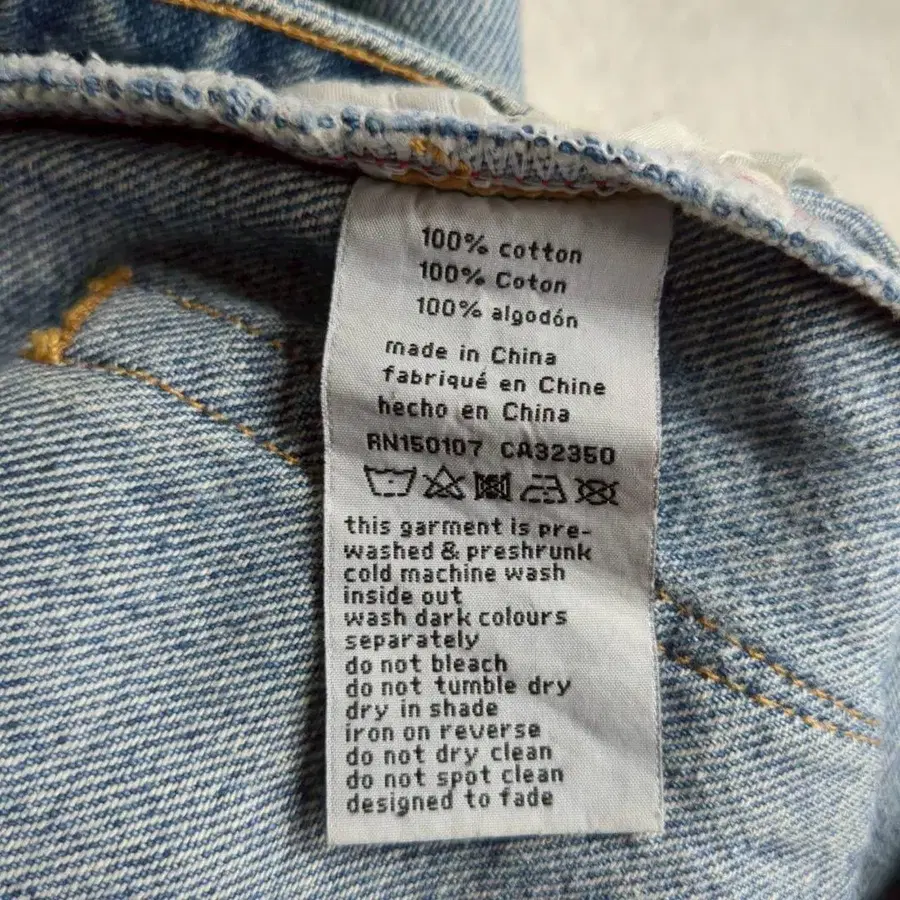 100% cotton
100% Coton
100% algodón
made in China
fabriqué en Chine
hecho en China
RN150107 CA32350
this garment is pre-
washed & preshrunk
cold machine wash
inside out
wash dark colours
separately
do not bleach
do not tumble dry
dry in shade
iron on reverse
do not dry clean
do not spot clean
designed to fade